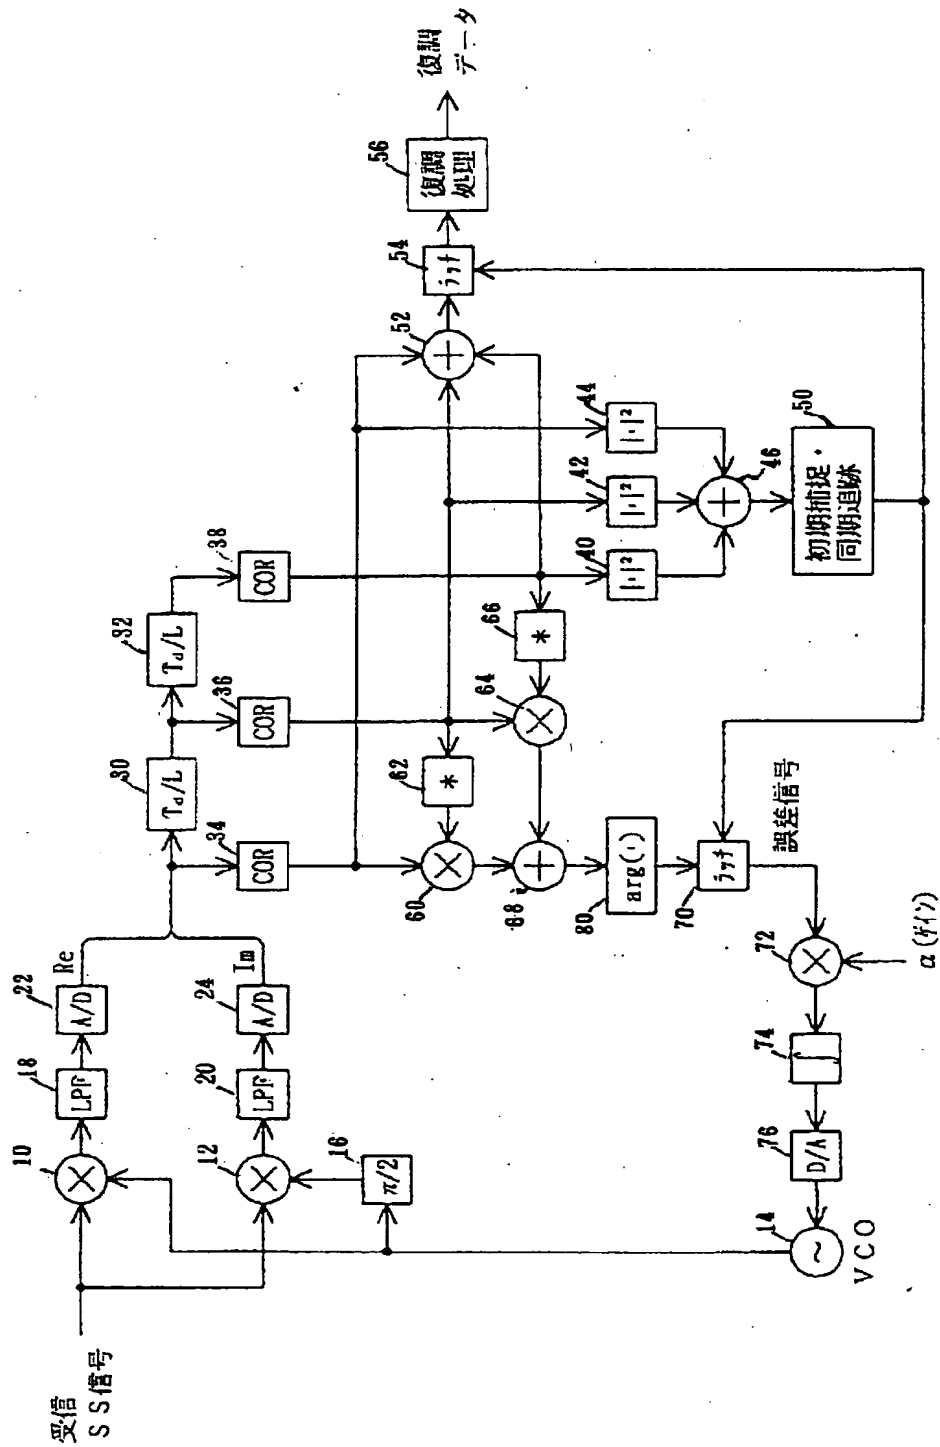 受信
SS信号
10
18
LPF
22
A/D
Re
12
20
LPF
24
A/D
Im
16
π/2
30
Td/L
32
Td/L
34
COR
36
COR
38
COR
62
*
60
66
*
64
68
80
arg(·)
70
ラッチ
誤差信号
72
α(ゲイン)
74
∫
76
D/A
14
~
VCO
40
|·|²
42
|·|²
44
|·|²
46
50
初期捕捉・
同期追跡
52
54
ラッチ
56
復調
処理
復調
データ